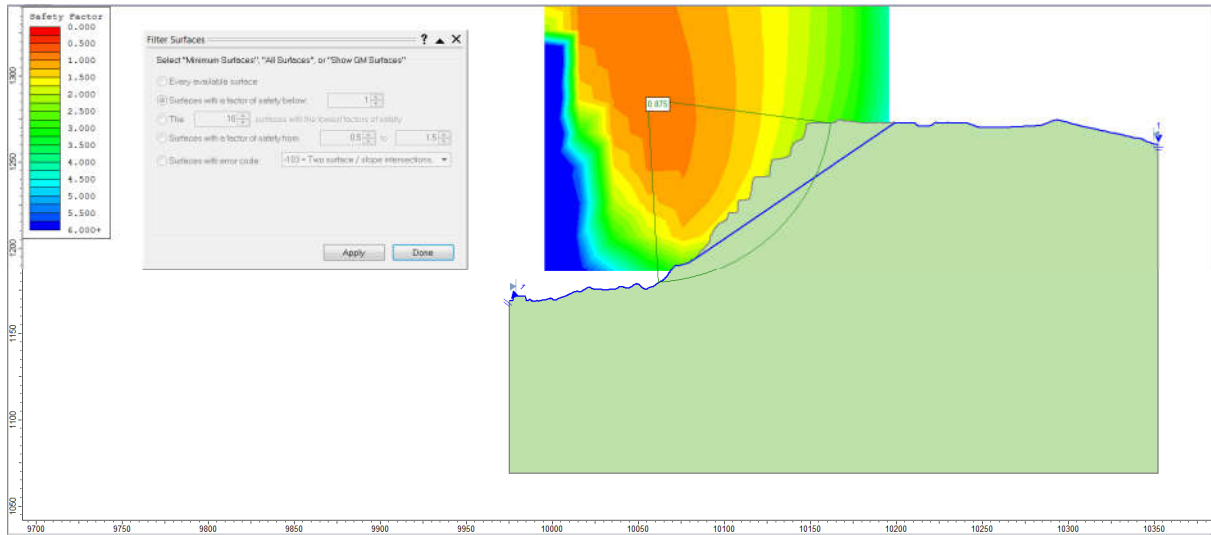 Safety Factor
0.000
0.500
1.000
1.500
2.000
2.500
3.000
3.500
4.000
4.500
5.000
5.500
6.000+
Filter Surfaces
Select "Minimum Surfaces", "All Surfaces", or "Show GM Surfaces"
Every available surface
Surfaces with a factor of safety below: 1
The 10 surfaces with the lowest factors of safety
Surfaces with a factor of safety from: 0.5 to 1.5
Surfaces with error code: -103 = Two surface / slope intersections.
Apply Done
0.875
1300
1250
1200
1150
1100
1050
9700 9750 9800 9850 9900 9950 10000 10050 10100 10150 10200 10250 10300 10350